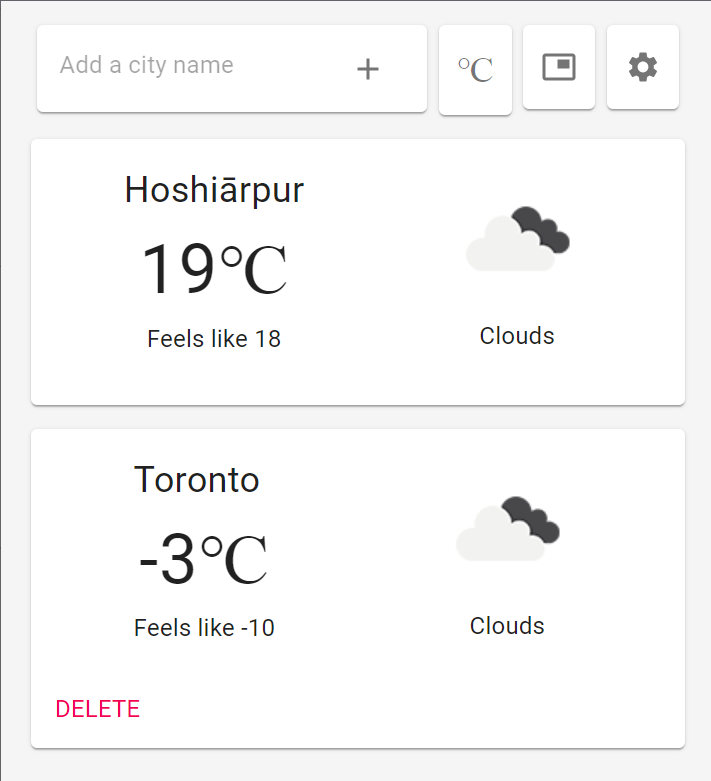 Add a city name
℃
Hoshiārpur
19℃
Feels like 18
Clouds
Toronto
-3℃
Feels like -10
Clouds
DELETE